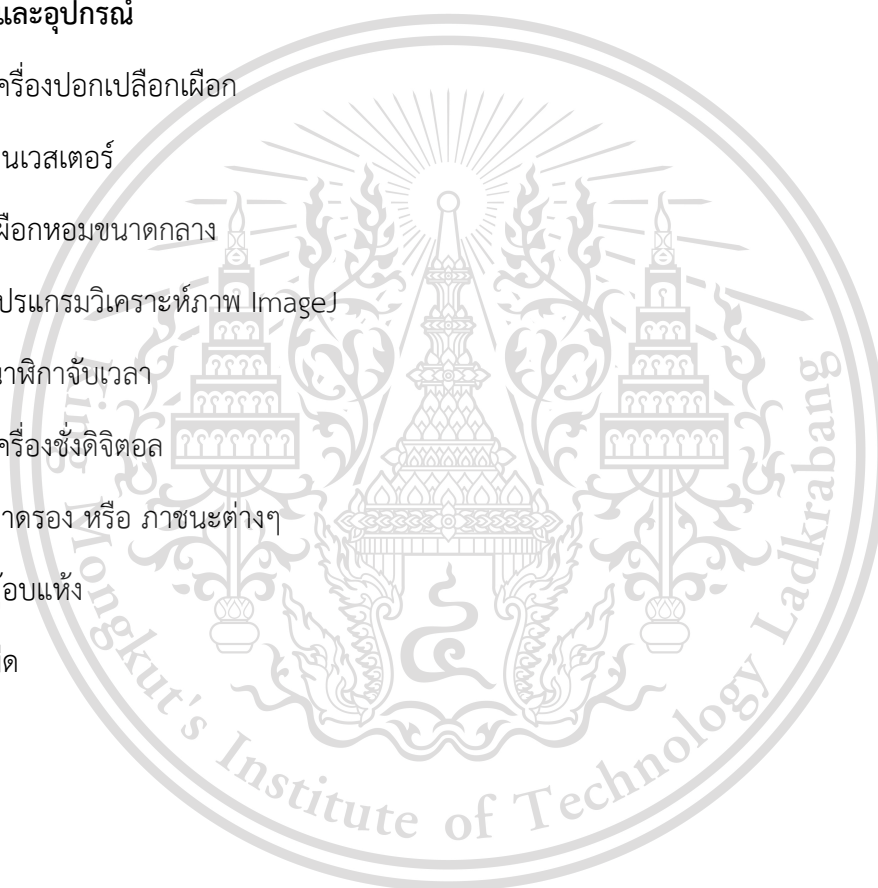 และอุปกรณ์
ครื่องปอกเปลือกเผือก
นเวสเตอร์
ผือกหอมขนาดกลาง
ปรแกรมวิเคราะห์ภาพ ImageJ
าฬิกาจับเวลา
ครื่องชั่งดิจิตอล
าดรอง หรือ ภาชนะต่างๆ
อบแห้ง
ีด
King Mongkut's Institute of Technology Ladkrabang